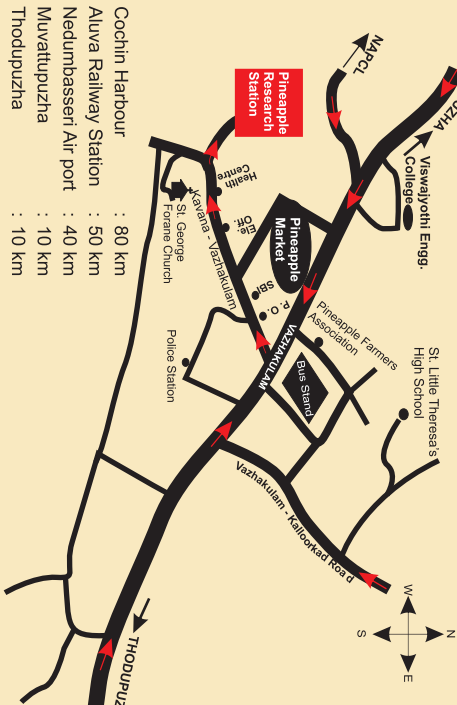 NAPCL
UZHA
Viswajyothi Engg.
College
Pineapple
Research
Station
Health
Centre
Ele.
Off.
Kavana - Vazhakulam
St. George
Forane Church
Pineapple
Market
SBI
P. O.
VAZHAKULAM
Pineapple Farmers
Association
Bus Stand
St. Little Theresa's
High School
Police Station
Vazhakulam - Kalloorkad Road
THODUPUZ
N
E
S
W
Cochin Harbour : 80 km
Aluva Railway Station : 50 km
Nedumbasseri Air port : 40 km
Muvattupuzha : 10 km
Thodupuzha : 10 km